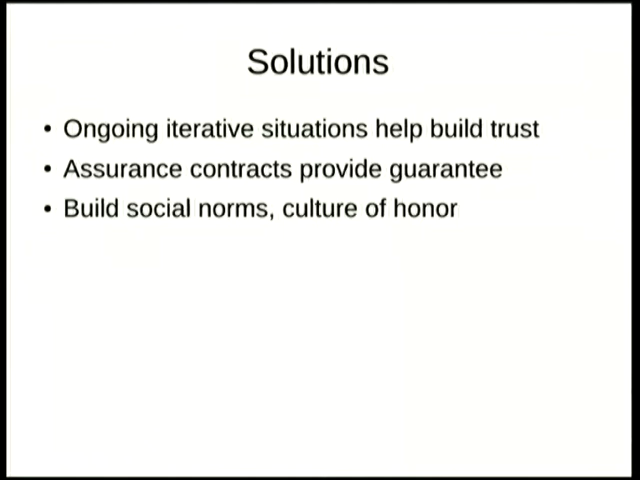 Solutions
• Ongoing iterative situations help build trust
• Assurance contracts provide guarantee
• Build social norms, culture of honor